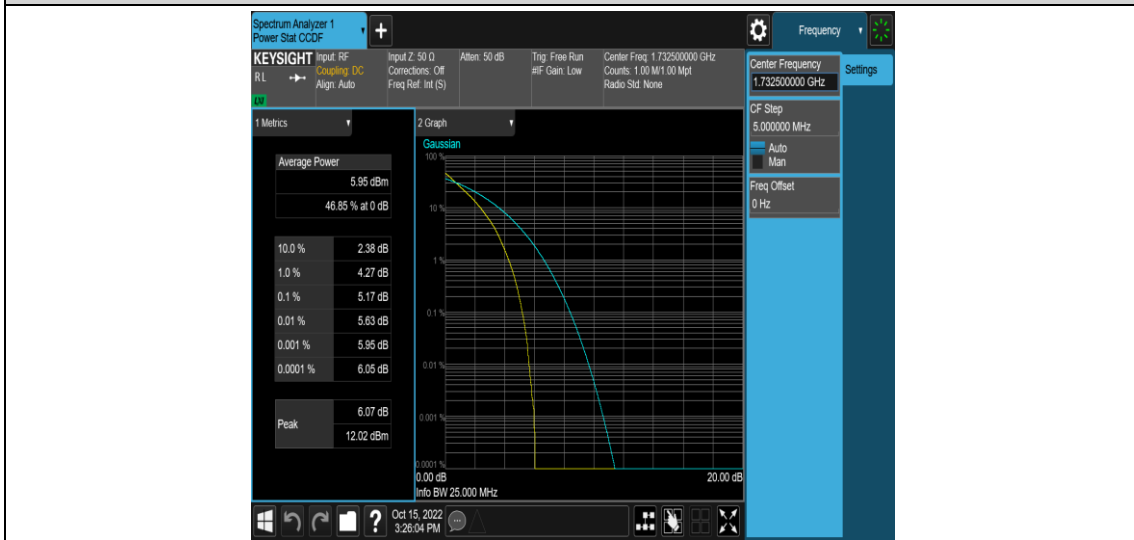 Spectrum Analyzer 1
Power Stat CCDF
+
Frequency
KEYSIGHT
RL
LXI
Input: RF
Coupling: DC
Align: Auto
Input Z: 50 Ω
Corrections: Off
Freq Ref: Int (S)
Atten: 50 dB
Trig: Free Run
#IF Gain: Low
Center Freq: 1.732500000 GHz
Counts: 1.00 M/1.00 Mpt
Radio Std: None
Center Frequency
1.732500000 GHz
Settings
CF Step
5.000000 MHz
Auto
Man
Freq Offset
0 Hz
1 Metrics
Average Power
5.95 dBm
46.85 % at 0 dB
10.0 % 2.38 dB
1.0 % 4.27 dB
0.1 % 5.17 dB
0.01 % 5.63 dB
0.001 % 5.95 dB
0.0001 % 6.05 dB
Peak
6.07 dB
12.02 dBm
2 Graph
Gaussian
100 %
10 %
1 %
0.1 %
0.01 %
0.001 %
0.0001 %
0.00 dB
20.00 dB
Info BW 25.000 MHz
?
Oct 15, 2022
3:26:04 PM